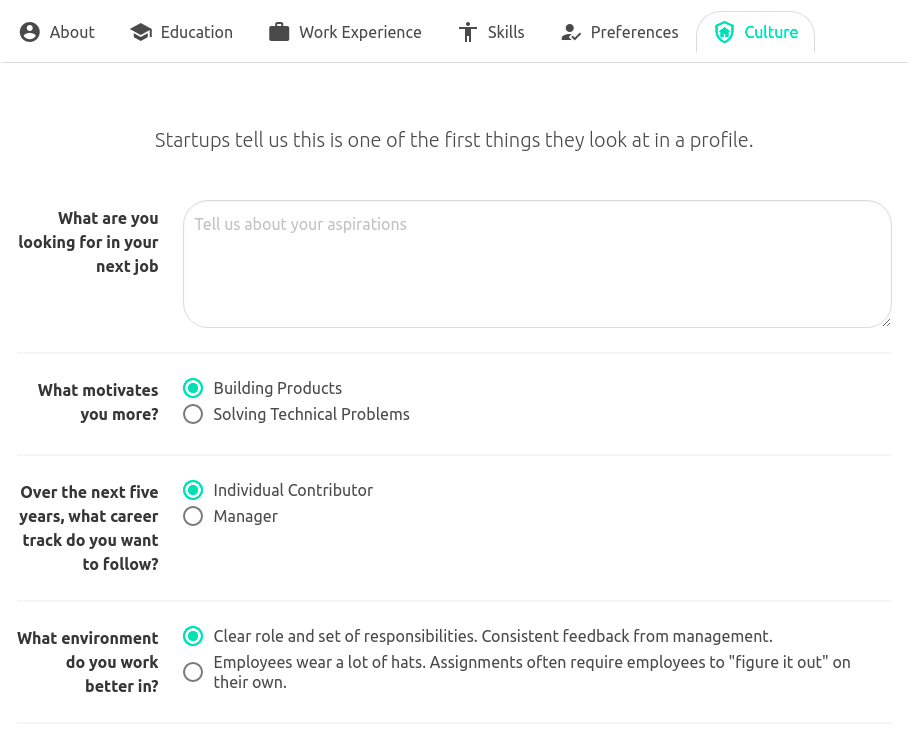 About Education Work Experience Skills Preferences Culture
Startups tell us this is one of the first things they look at in a profile.
What are you
looking for in your
next job
Tell us about your aspirations
What motivates
you more?
Building Products
Solving Technical Problems
Over the next five
years, what career
track do you want
to follow?
Individual Contributor
Manager
What environment
do you work
better in?
Clear role and set of responsibilities. Consistent feedback from management.
Employees wear a lot of hats. Assignments often require employees to "figure it out" on
their own.